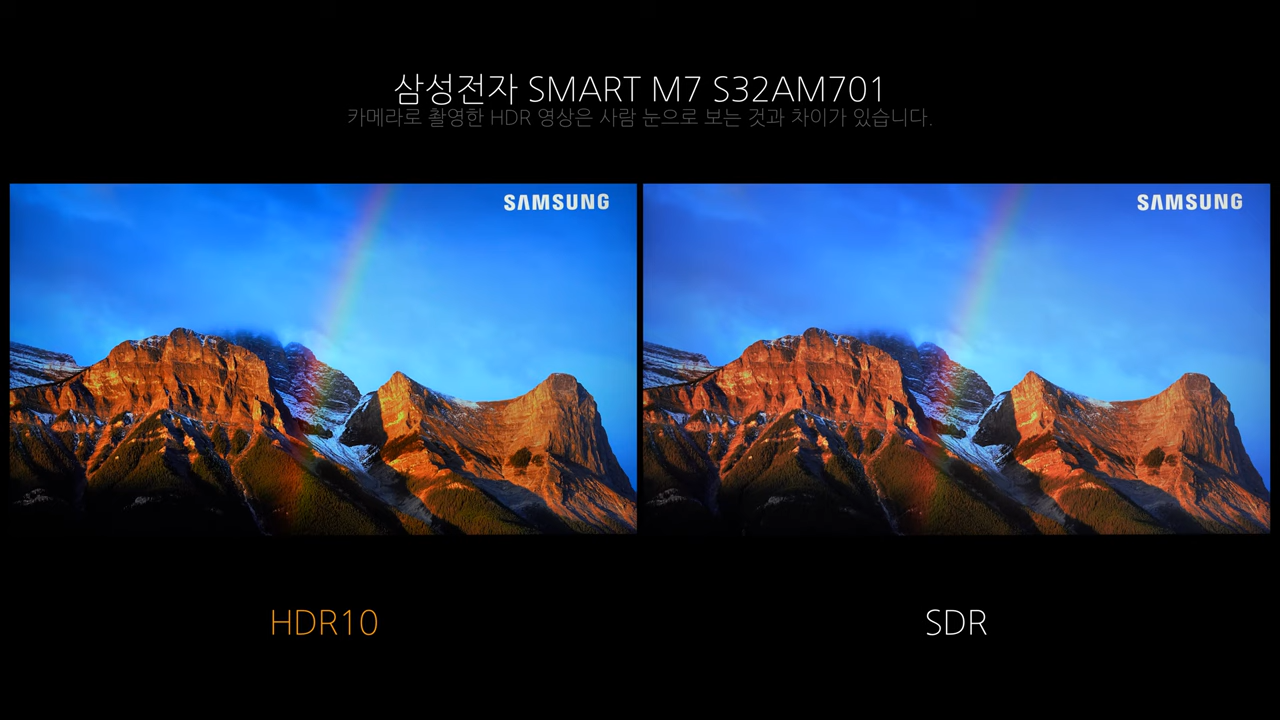 삼성전자 SMART M7 S32AM701
카메라로 촬영한 HDR 영상은 사람 눈으로 보는 것과 차이가 있습니다.
SAMSUNG
SAMSUNG
HDR10
SDR